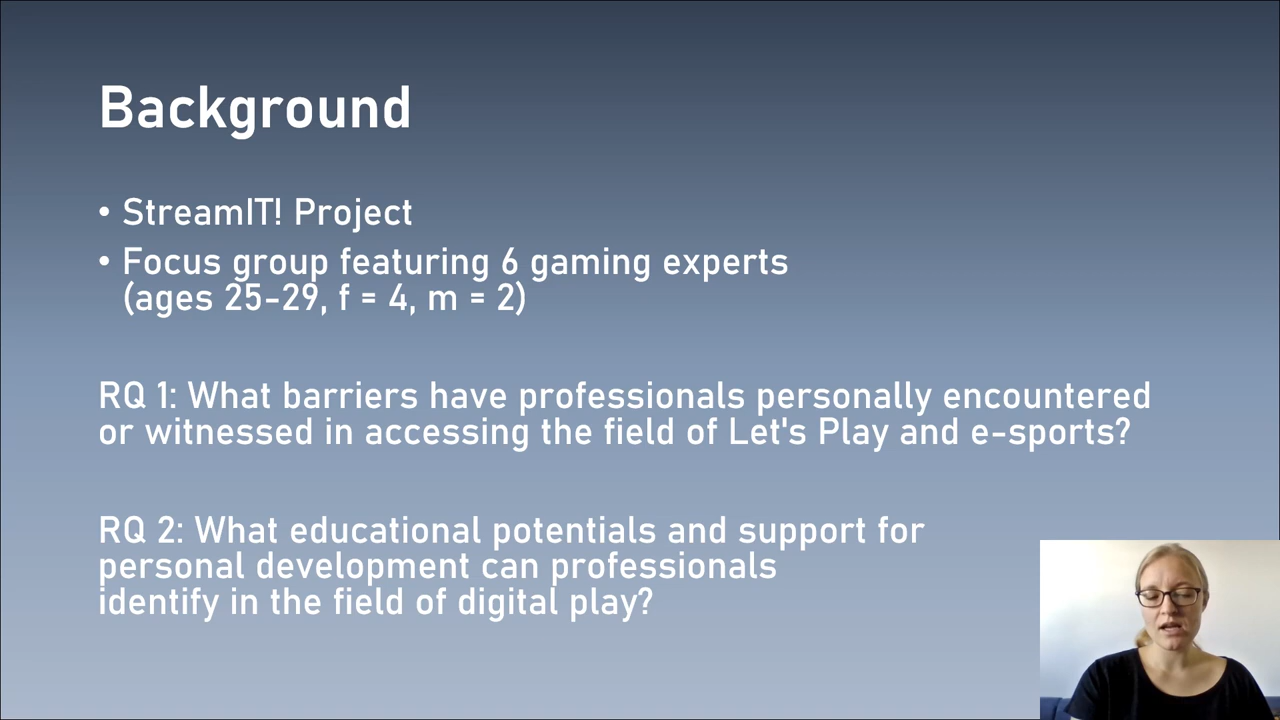 Background
• StreamIT! Project
• Focus group featuring 6 gaming experts
(ages 25-29, f = 4, m = 2)
RQ 1: What barriers have professionals personally encountered
or witnessed in accessing the field of Let's Play and e-sports?
RQ 2: What educational potentials and support for
personal development can professionals
identify in the field of digital play?